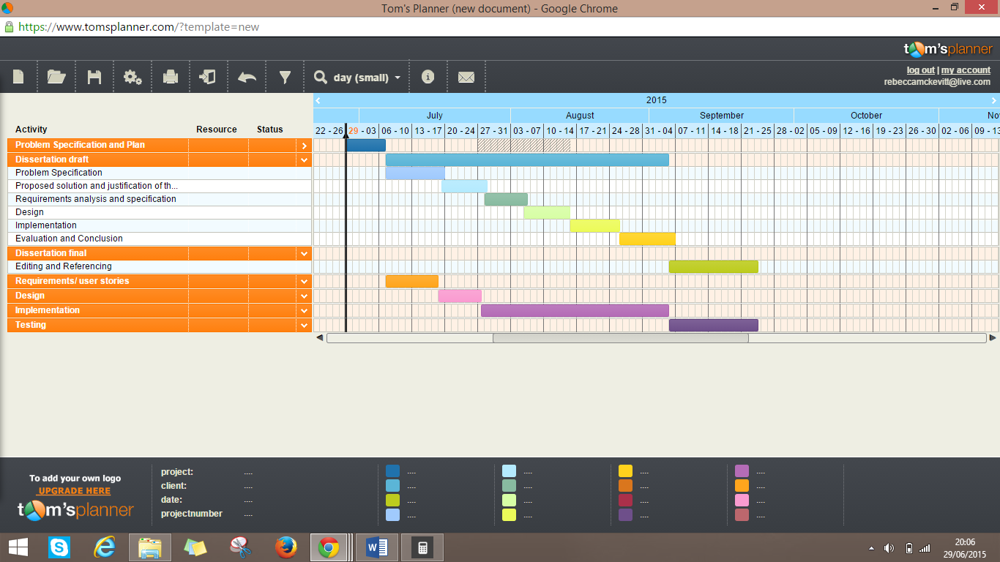 Tom's Planner (new document) - Google Chrome
https://www.tomsplanner.com/?template=new
tom'splanner
log out | my account
rebeccamckevitt@live.com
day (small)
2015
July August September October Nov
Activity Resource Status
22 - 26 29 - 03 06 - 10 13 - 17 20 - 24 27 - 31 03 - 07 10 - 14 17 - 21 24 - 28 31 - 04 07 - 11 14 - 18 21 - 25 28 - 02 05 - 09 12 - 16 19 - 23 26 - 30 02 - 06 09 - 13
Problem Specification and Plan
Dissertation draft
Problem Specification
Proposed solution and justification of th...
Requirements analysis and specification
Design
Implementation
Evaluation and Conclusion
Dissertation final
Editing and Referencing
Requirements/ user stories
Design
Implementation
Testing
To add your own logo
UPGRADE HERE
tom'splanner
project: .... .... .... .... ....
client: .... .... .... .... ....
date: .... .... .... .... ....
projectnumber .... .... .... .... ....
20:06
29/06/2015